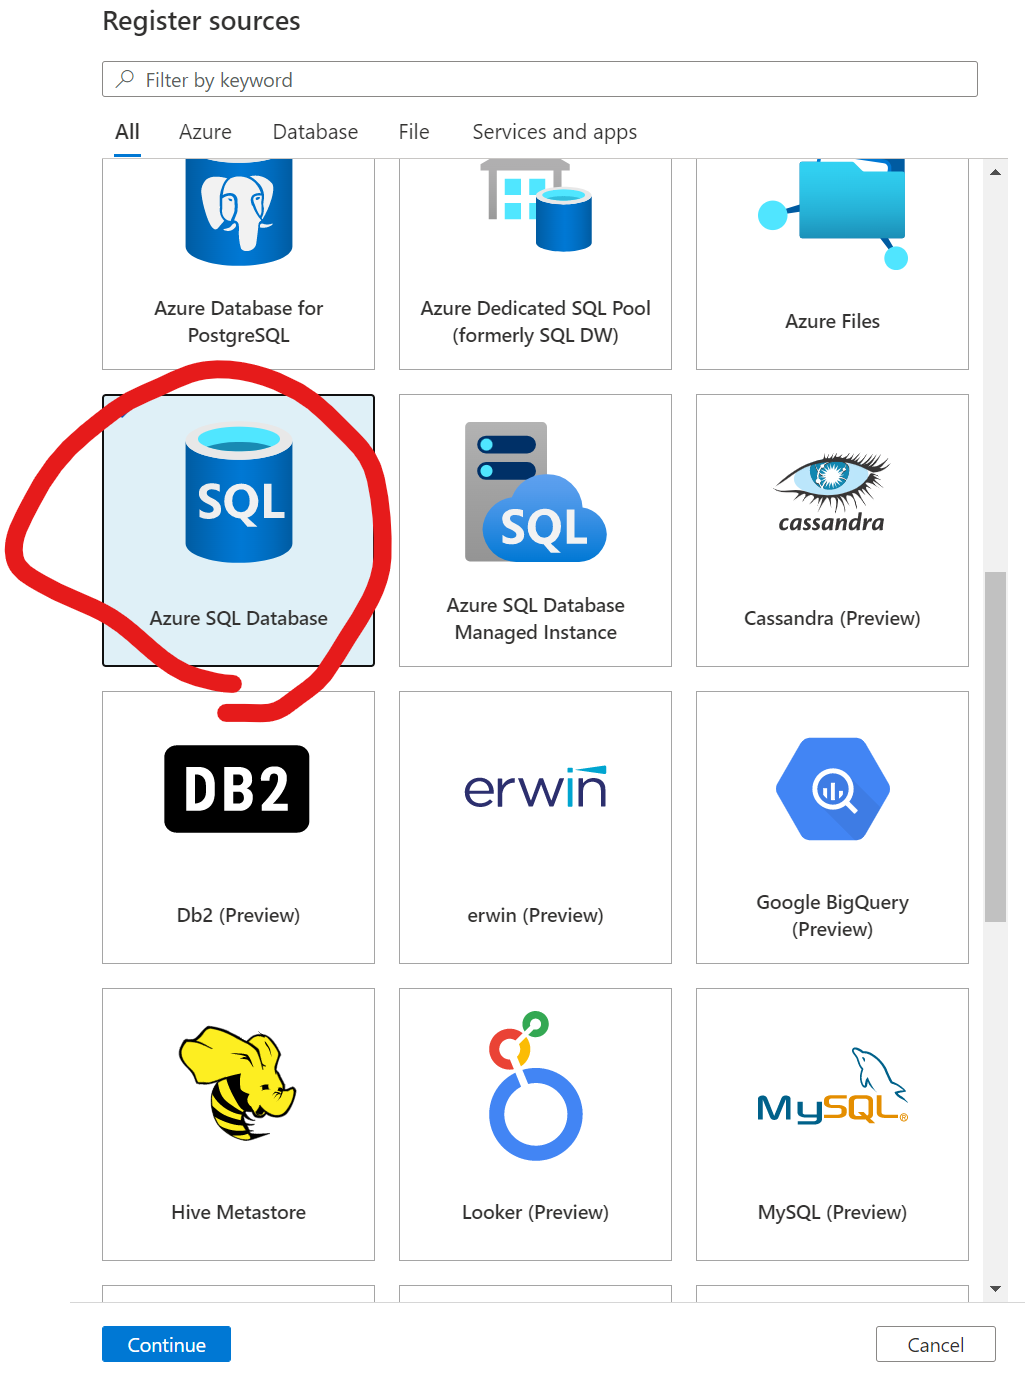 Register sources
Filter by keyword
All Azure Database File Services and apps
Azure Database for
PostgreSQL
Azure Dedicated SQL Pool
(formerly SQL DW)
Azure Files
SQL
Azure SQL Database
SQL
Azure SQL Database
Managed Instance
cassandra
Cassandra (Preview)
DB2
Db2 (Preview)
erwin
erwin (Preview)
Google BigQuery
(Preview)
Hive Metastore
Looker (Preview)
MySQL®
MySQL (Preview)
Continue
Cancel